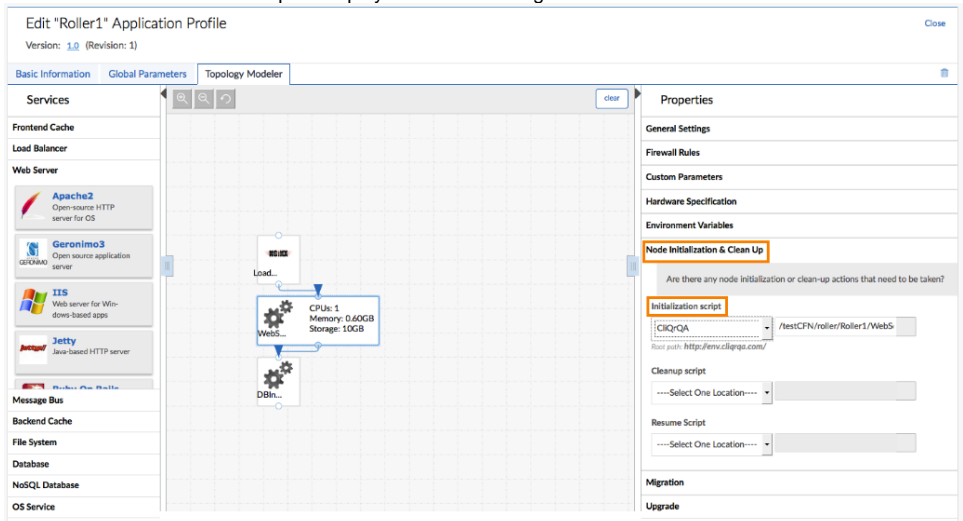 Edit "Roller1" Application Profile
Close
Version: 1.0 (Revision: 1)
Basic Information Global Parameters Topology Modeler
Services
clear
Properties
Frontend Cache
Load Balancer
Web Server
Apache2
Open-source HTTP
server for OS
Geronimo3
Open source application
server
GERONIMO
IIS
Web server for Win-
dows-based apps
Jetty
Java-based HTTP server
Message Bus
Backend Cache
File System
Database
NoSQL Database
OS Service
Load...
CPUs: 1
Memory: 0.60GB
Storage: 10GB
WebS...
DBIn...
General Settings
Firewall Rules
Custom Parameters
Hardware Specification
Environment Variables
Node Initialization & Clean Up
Are there any node initialization or clean-up actions that need to be taken?
Initialization script
CliQrQA
/testCFN/roller/Roller1/WebS
Root path: http://env.cliqrqa.com/
Cleanup script
----Select One Location----
Resume Script
----Select One Location----
Migration
Upgrade